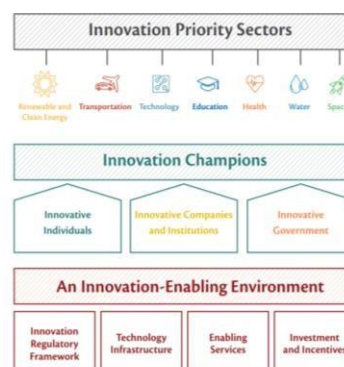 Innovation Priority Sectors
Renewable and
Clean Energy
Transportation
Technology
Education
Health
Water
Space
Innovation Champions
Innovative
Individuals
Innovative Companies
and Institutions
Innovative
Government
An Innovation-Enabling Environment
Innovation
Regulatory
Framework
Technology
Infrastructure
Enabling
Services
Investment
and Incentives